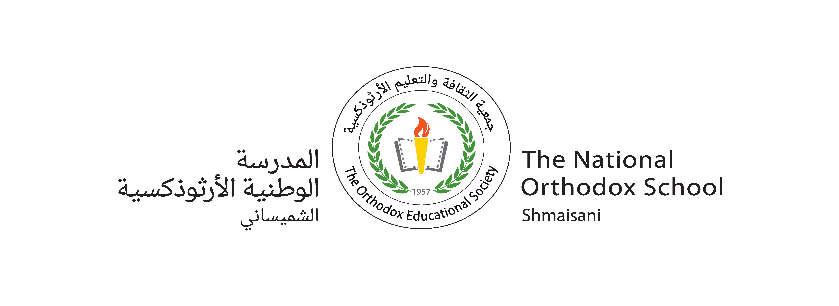 المدرسة
الوطنية الأرثوذكسية
الشميساني
جمعية الثقافة والتعليم الأرثوذكسية
1957
The Orthodox Educational Society
The National
Orthodox School
Shmaisani